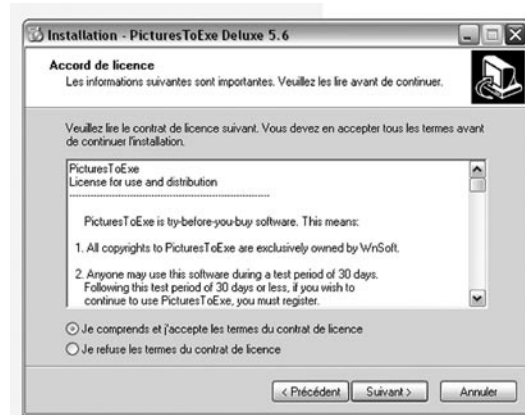 Installation - PicturesToExe Deluxe 5.6
Accord de licence
Les informations suivantes sont importantes. Veuillez les lire avant de continuer.
Veuillez lire le contrat de licence suivant. Vous devez en accepter tous les termes avant
de continuer l'installation.
PicturesToExe
License for use and distribution
------------------------------------------------------------
PicturesToExe is try-before-you-buy software. This means:
1. All copyrights to PicturesToExe are exclusively owned by WnSoft.
2. Anyone may use this software during a test period of 30 days.
Following this test period of 30 days or less, if you wish to
continue to use PicturesToExe, you must register.
Je comprends et j'accepte les termes du contrat de licence
Je refuse les termes du contrat de licence
< Précédent Suivant > Annuler